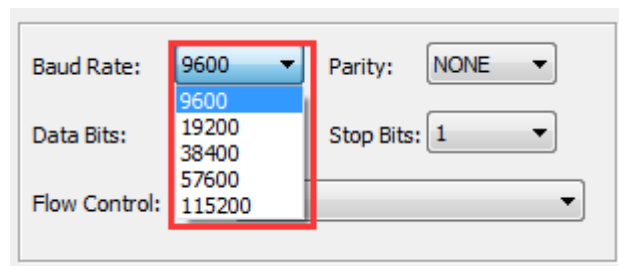 Baud Rate: 9600 Parity: NONE
9600
Data Bits: 19200 Stop Bits: 1
38400
57600
Flow Control: 115200